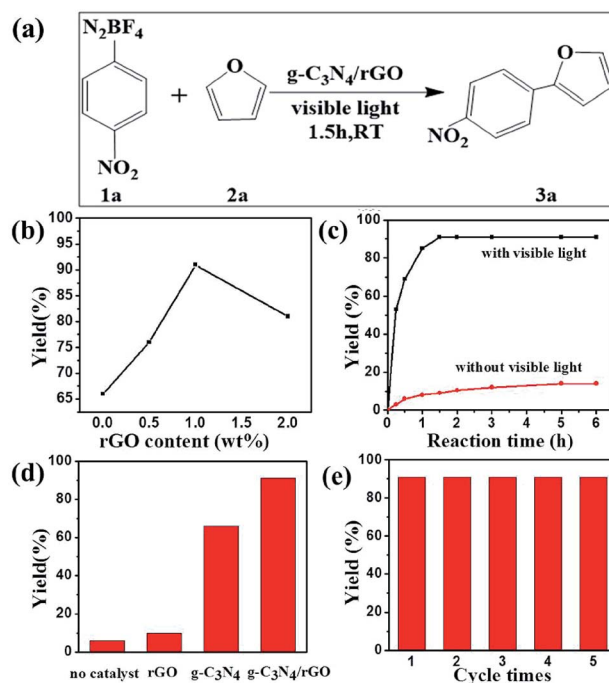 (a)
N₂BF₄
NO₂
1a
+
O
2a
g-C₃N₄/rGO
visible light
1.5h,RT
O
NO₂
3a
(b)
100
95
90
85
80
75
70
65
Yield(%)
0.0 0.5 1.0 1.5 2.0
rGO content (wt%)
(c)
100
80
60
40
20
0
Yield (%)
with visible light
without visible light
0 1 2 3 4 5 6
Reaction time (h)
(d)
100
80
60
40
20
0
Yield(%)
no catalyst rGO g-C₃N₄ g-C₃N₄/rGO
(e)
100
80
60
40
20
0
Yield (%)
1 2 3 4 5
Cycle times